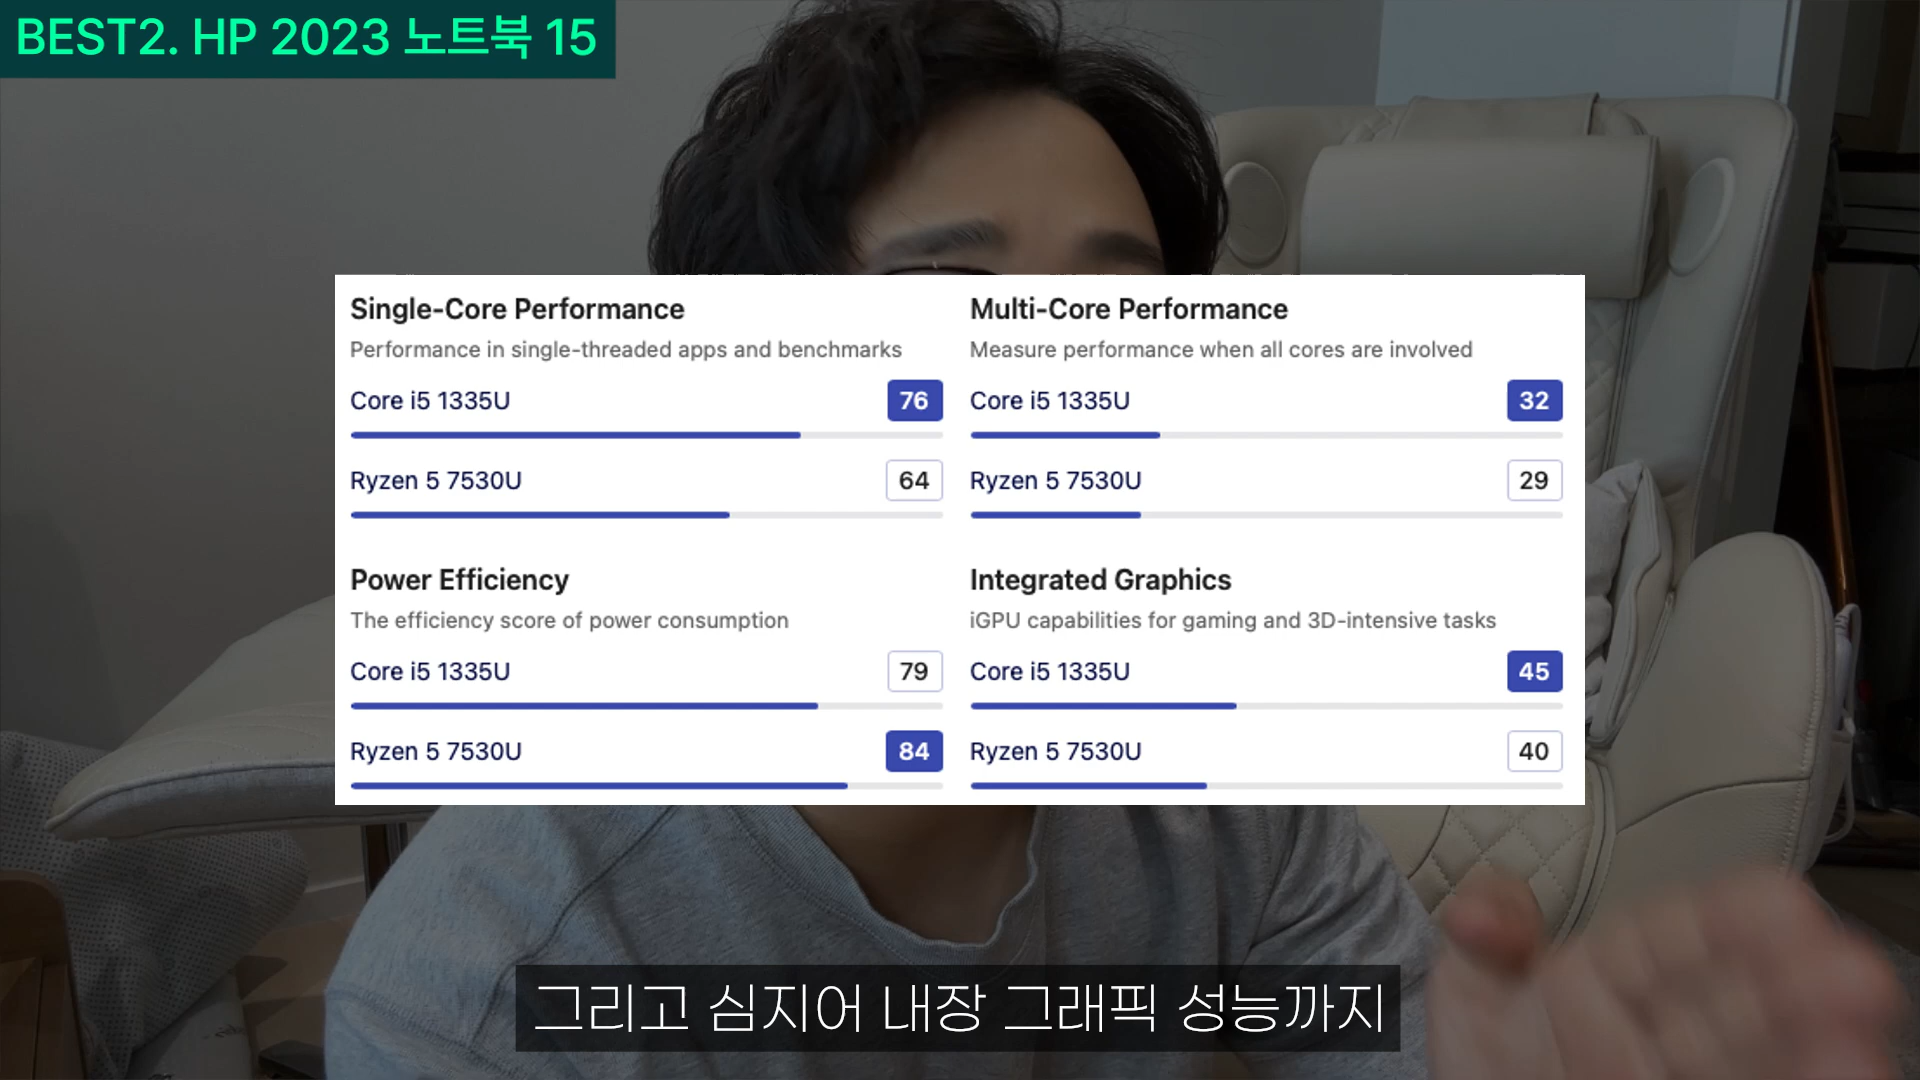 BEST2. HP 2023 노트북 15
Single-Core Performance
Performance in single-threaded apps and benchmarks
Core i5 1335U 76
Ryzen 5 7530U 64
Multi-Core Performance
Measure performance when all cores are involved
Core i5 1335U 32
Ryzen 5 7530U 29
Power Efficiency
The efficiency score of power consumption
Core i5 1335U 79
Ryzen 5 7530U 84
Integrated Graphics
iGPU capabilities for gaming and 3D-intensive tasks
Core i5 1335U 45
Ryzen 5 7530U 40
그리고 심지어 내장 그래픽 성능까지